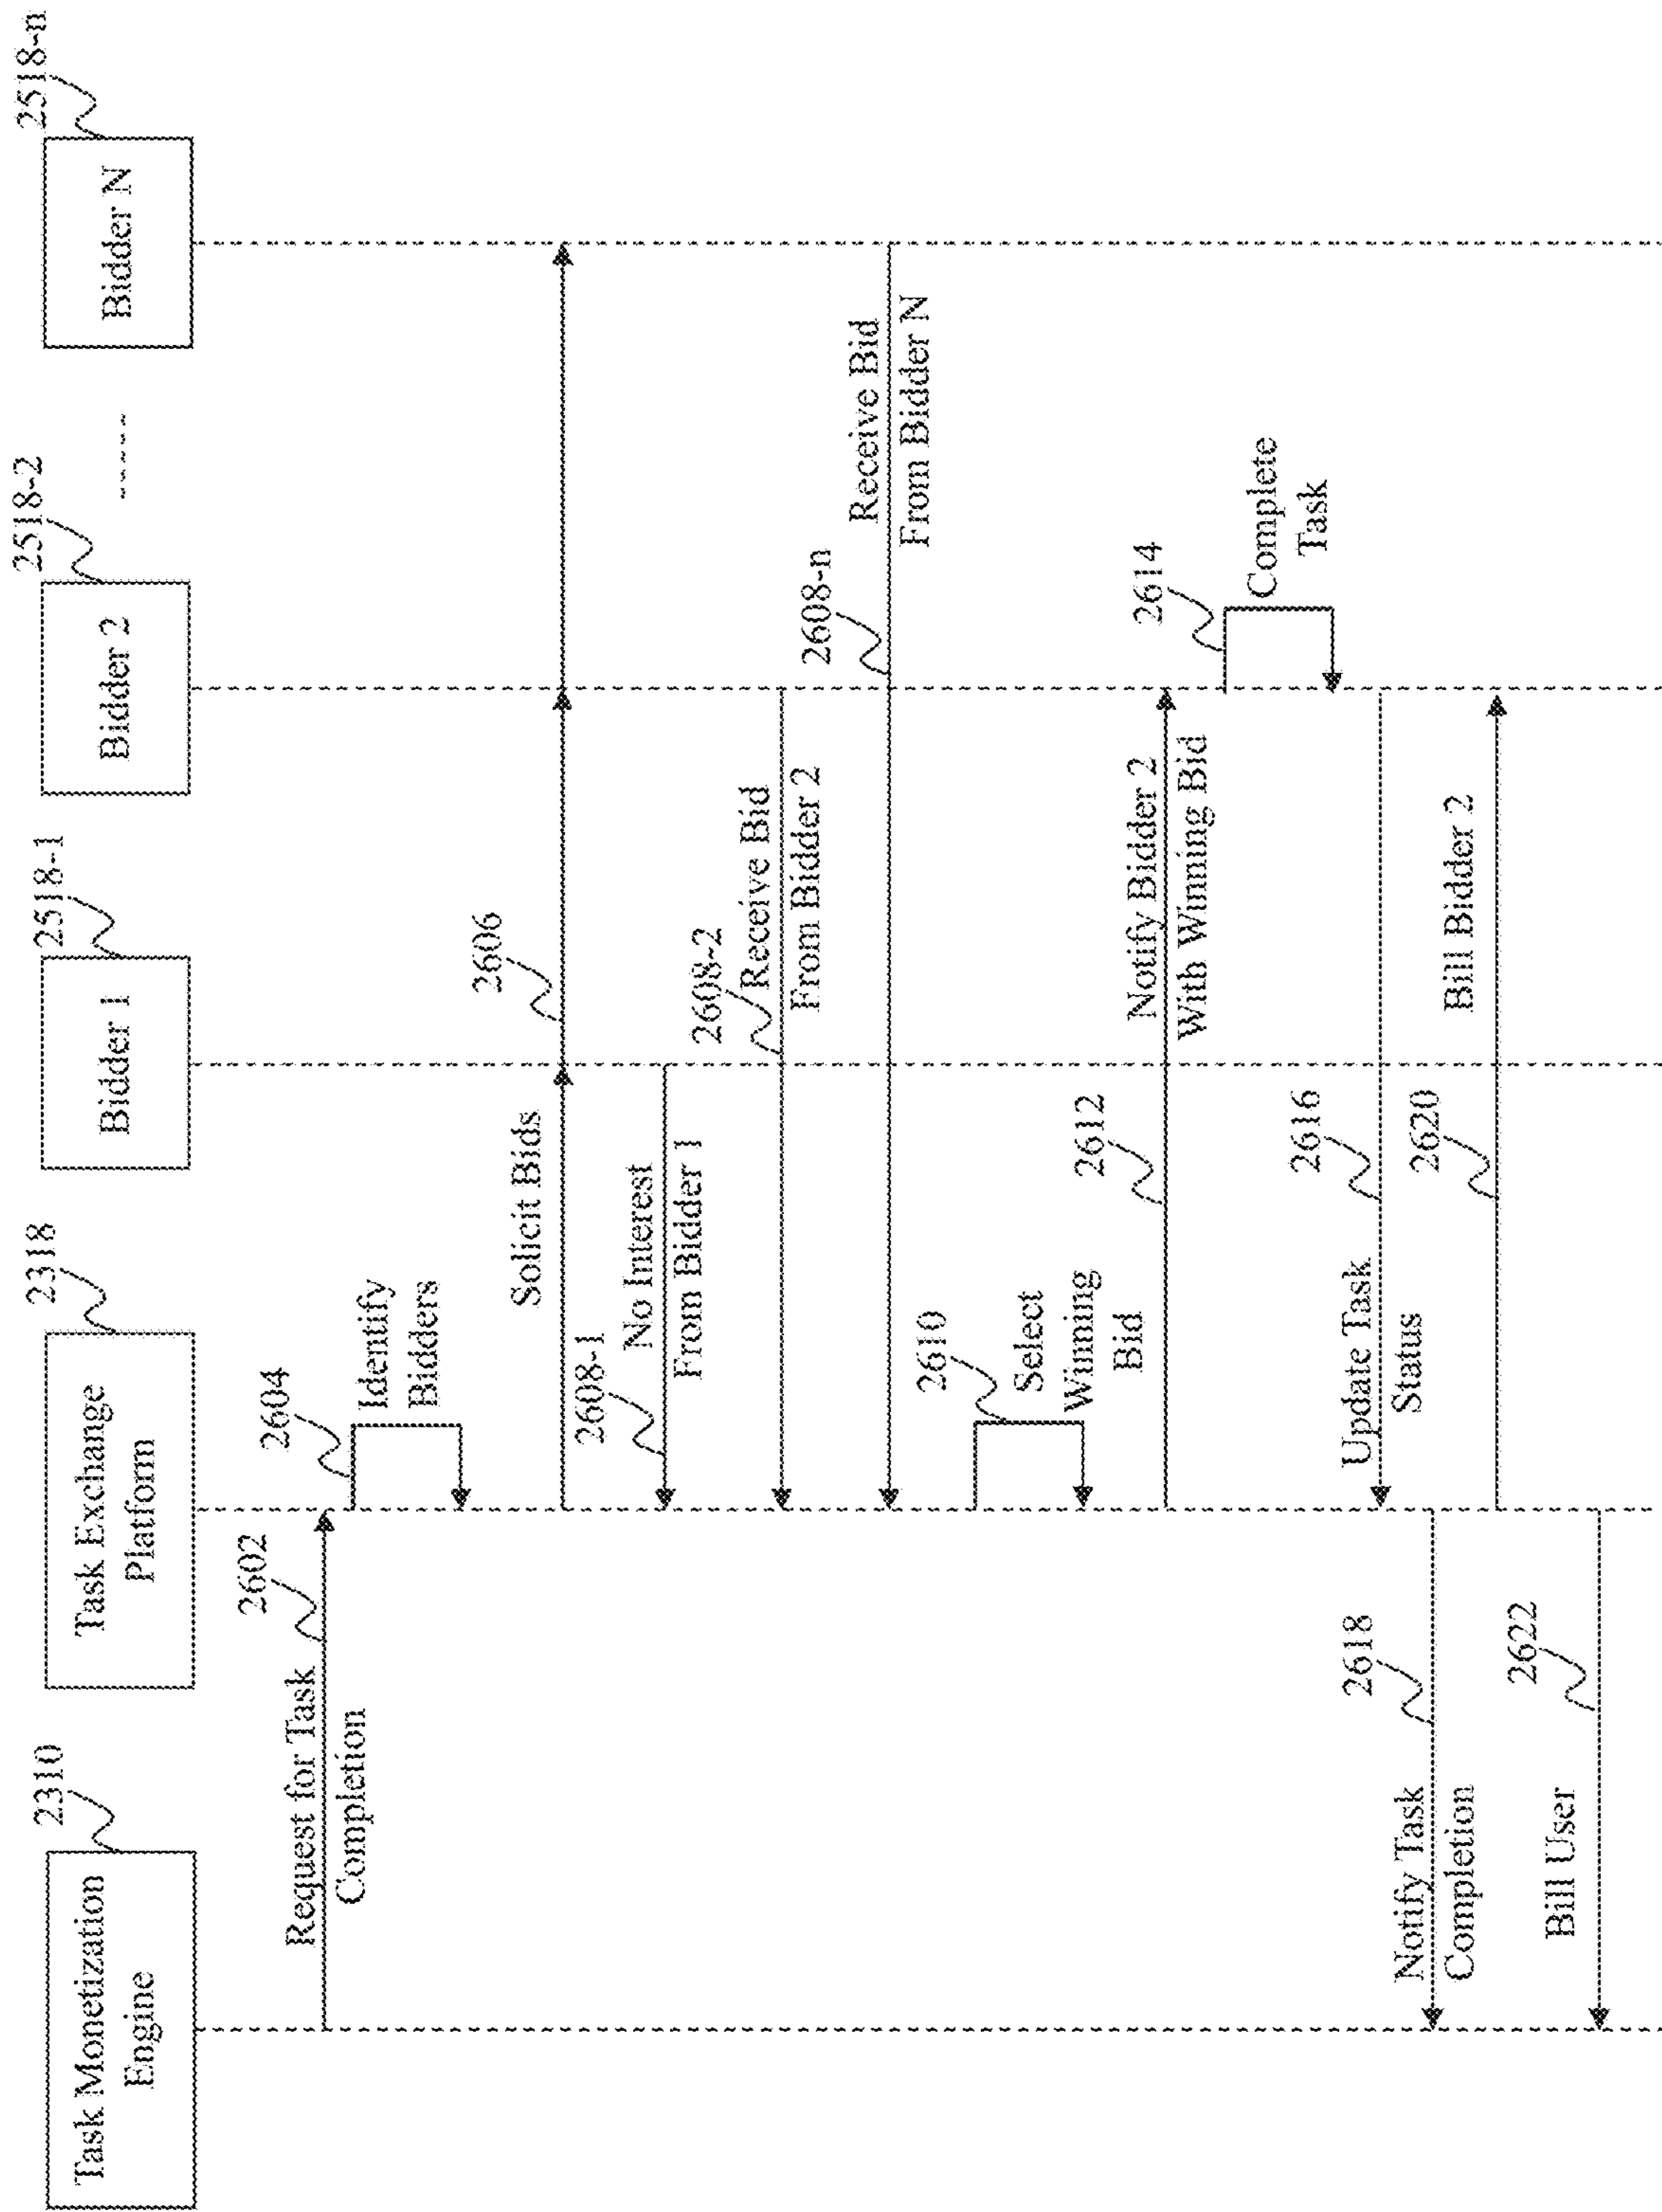 2310
Task Monetization
Engine
2318
Task Exchange
Platform
2518-1
Bidder 1
2518-2
Bidder 2
2518-n
Bidder N
2602
Request for Task
Completion
2604
Identify
Bidders
Solicit Bids
2606
2608-1
No Interest
From Bidder 1
2608-2
Receive Bid
From Bidder 2
2608-n
Receive Bid
From Bidder N
2610
Select
Winning
Bid
2612
Notify Bidder 2
With Winning Bid
2614
Complete
Task
2616
Update Task
Status
2618
Notify Task
Completion
2620
Bill Bidder 2
2622
Bill User